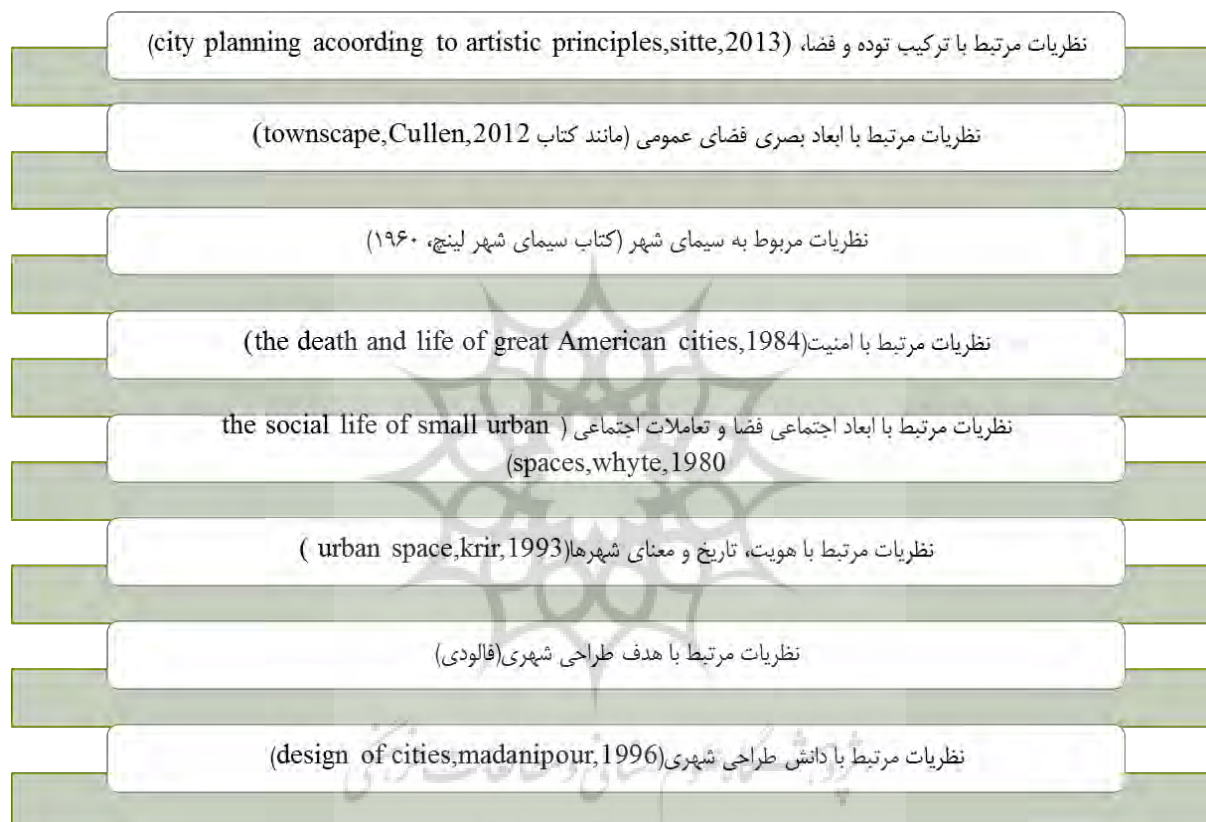 نظریات مرتبط با ترکیب توده و فضا، (city planning acoording to artistic principles,sitte,2013)
نظریات مرتبط با ابعاد بصری فضای عمومی (مانند کتاب townscape,Cullen,2012)
نظریات مربوط به سیمای شهر (کتاب سیمای شهر لینچ، ۱۹۶۰)
نظریات مرتبط با امنیت(the death and life of great American cities,1984)
نظریات مرتبط با ابعاد اجتماعی فضا و تعاملات اجتماعی ( the social life of small urban
spaces,whyte,1980)
نظریات مرتبط با هویت، تاریخ و معنای شهرها(urban space,krir,1993 )
نظریات مرتبط با هدف طراحی شهری(فالودی)
نظریات مرتبط با دانش طراحی شهری(design of cities,madanipour,1996)
پژوهشگاه علوم انسانی و مطالعات فرهنگی